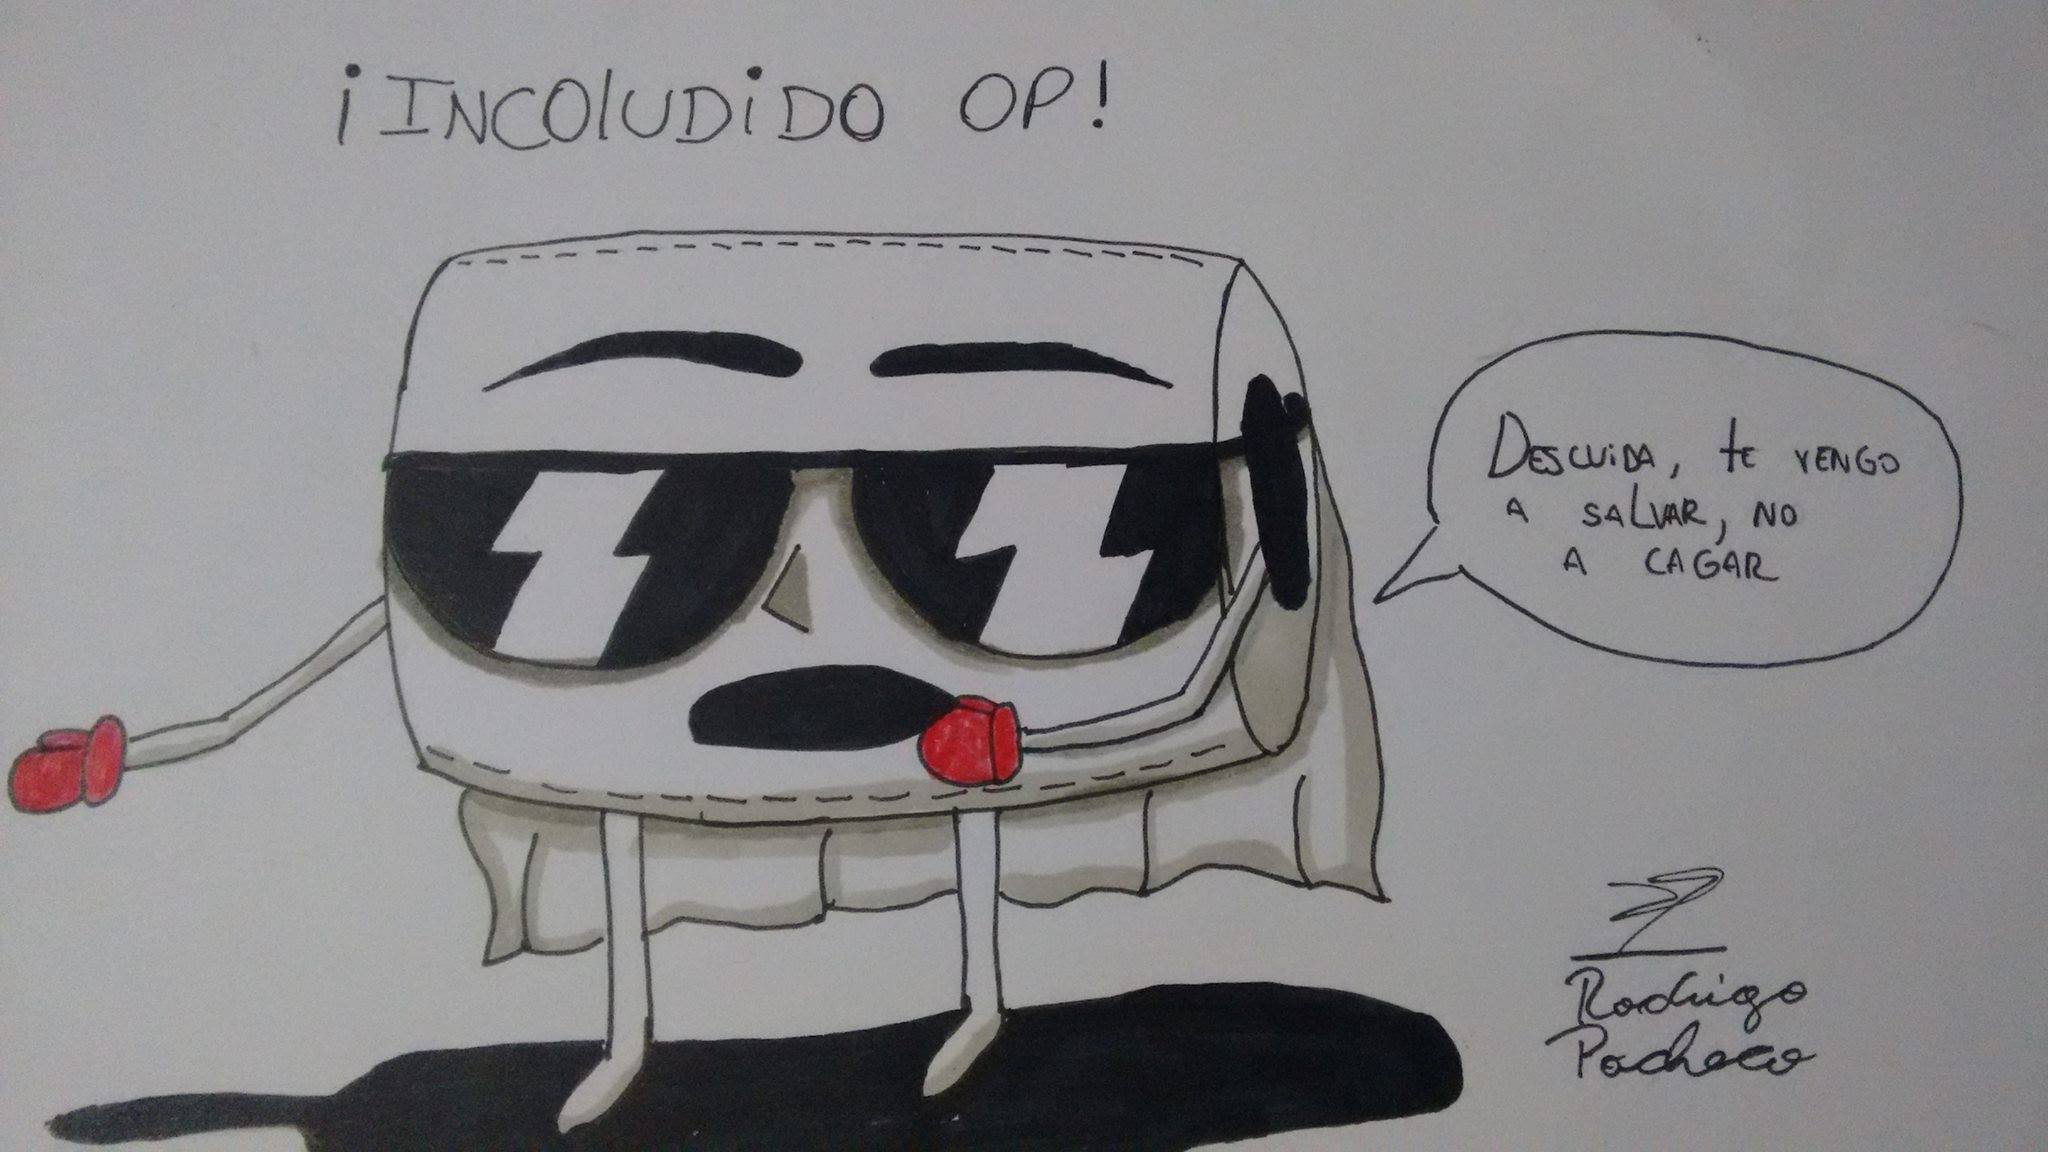 ¡INCOlUDiDO OP!
DESCUIDA, tE VENGO
A SALVAR, NO
A CAGAR
Rodrigo
Pacheco